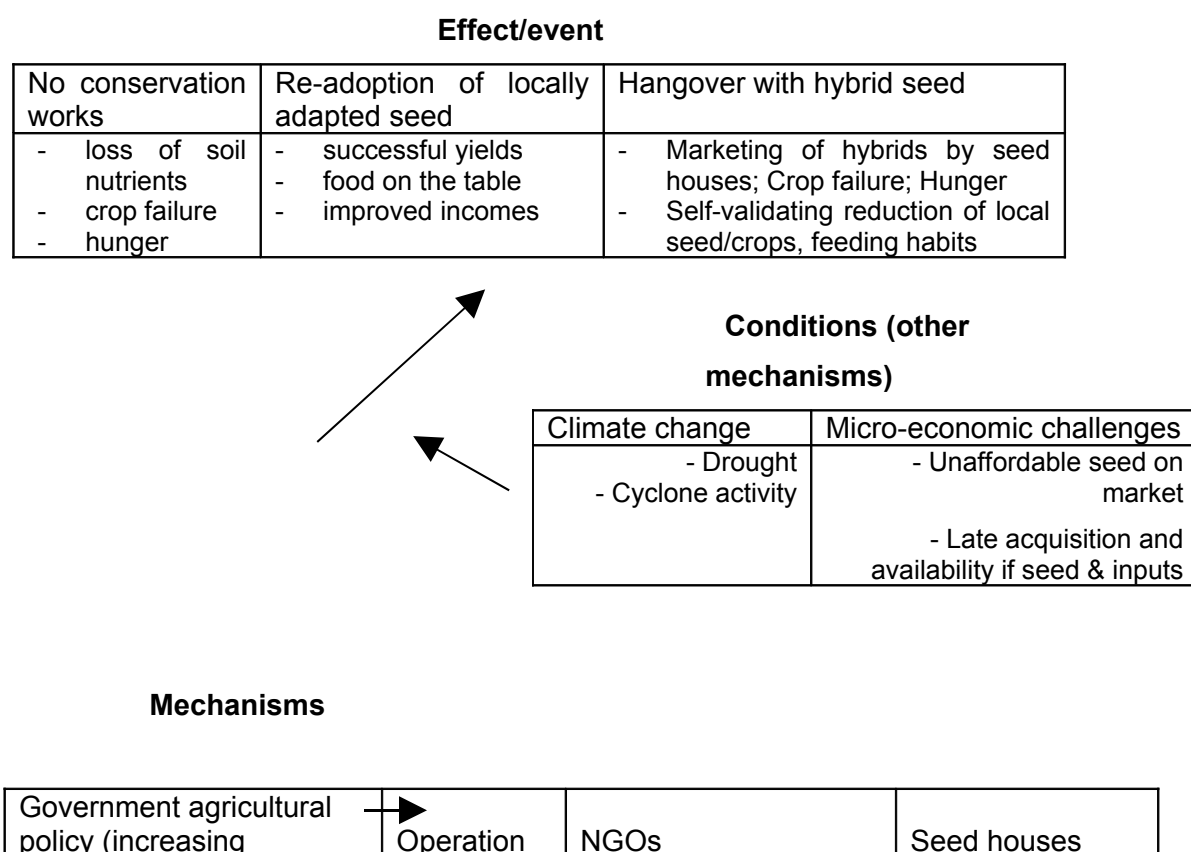 Effect/event
No conservation works
Re-adoption of locally adapted seed
Hangover with hybrid seed
- loss of soil nutrients
- crop failure
- hunger
- successful yields
- food on the table
- improved incomes
- Marketing of hybrids by seed houses; Crop failure; Hunger
- Self-validating reduction of local seed/crops, feeding habits
Conditions (other
mechanisms)
Climate change
Micro-economic challenges
- Drought
- Cyclone activity
- Unaffordable seed on market
- Late acquisition and availability if seed & inputs
Mechanisms
Government agricultural
policy (increasing
Operation
NGOs
Seed houses